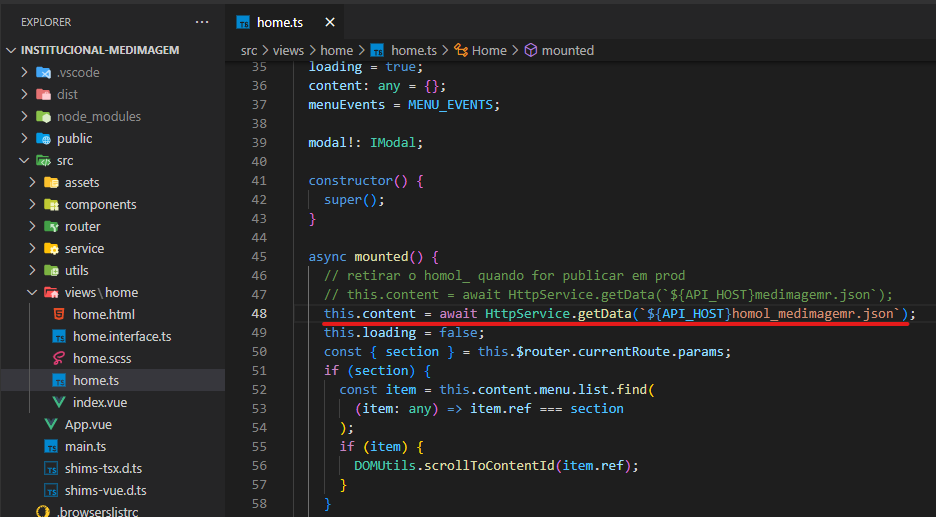 EXPLORER ···
INSTITUCIONAL-MEDIMAGEM
.vscode
dist
node_modules
public
src
assets
components
router
service
utils
views\home
home.html
home.interface.ts
home.scss
home.ts
index.vue
App.vue
main.ts
shims-tsx.d.ts
shims-vue.d.ts
.browserslistrc
TS home.ts ×
src > views > home > TS home.ts > Home > mounted
35 loading = true;
36 content: any = {};
37 menuEvents = MENU_EVENTS;
38
39 modal!: IModal;
40
41 constructor() {
42 super();
43 }
44
45 async mounted() {
46 // retirar o homol_ quando for publicar em prod
47 // this.content = await HttpService.getData(`${API_HOST}medimagemr.json`);
48 this.content = await HttpService.getData(`${API_HOST}homol_medimagemr.json`);
49 this.loading = false;
50 const { section } = this.$router.currentRoute.params;
51 if (section) {
52 const item = this.content.menu.list.find(
53 (item: any) => item.ref === section
54 );
55 if (item) {
56 DOMUtils.scrollToContentId(item.ref);
57 }
58 }